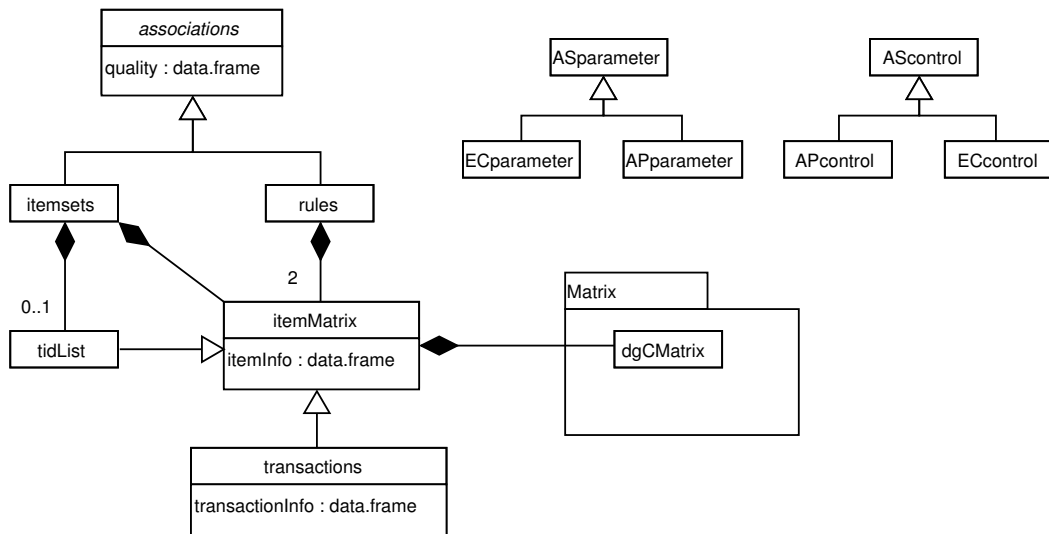 associations
quality : data.frame
ASparameter
AScontrol
ECparameter
APparameter
APcontrol
ECcontrol
itemsets
rules
0..1
2
Matrix
tidList
itemMatrix
itemInfo : data.frame
dgCMatrix
transactions
transactionInfo : data.frame